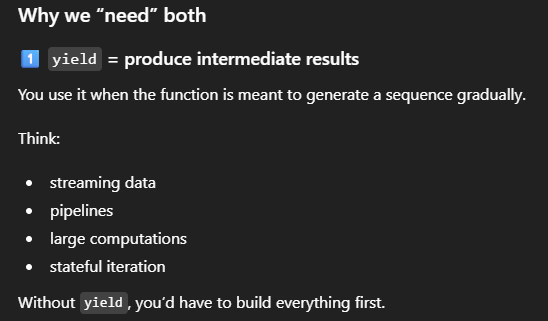 Why we “need” both
1 yield = produce intermediate results
You use it when the function is meant to generate a sequence gradually.
Think:
• streaming data
• pipelines
• large computations
• stateful iteration
Without yield, you’d have to build everything first.